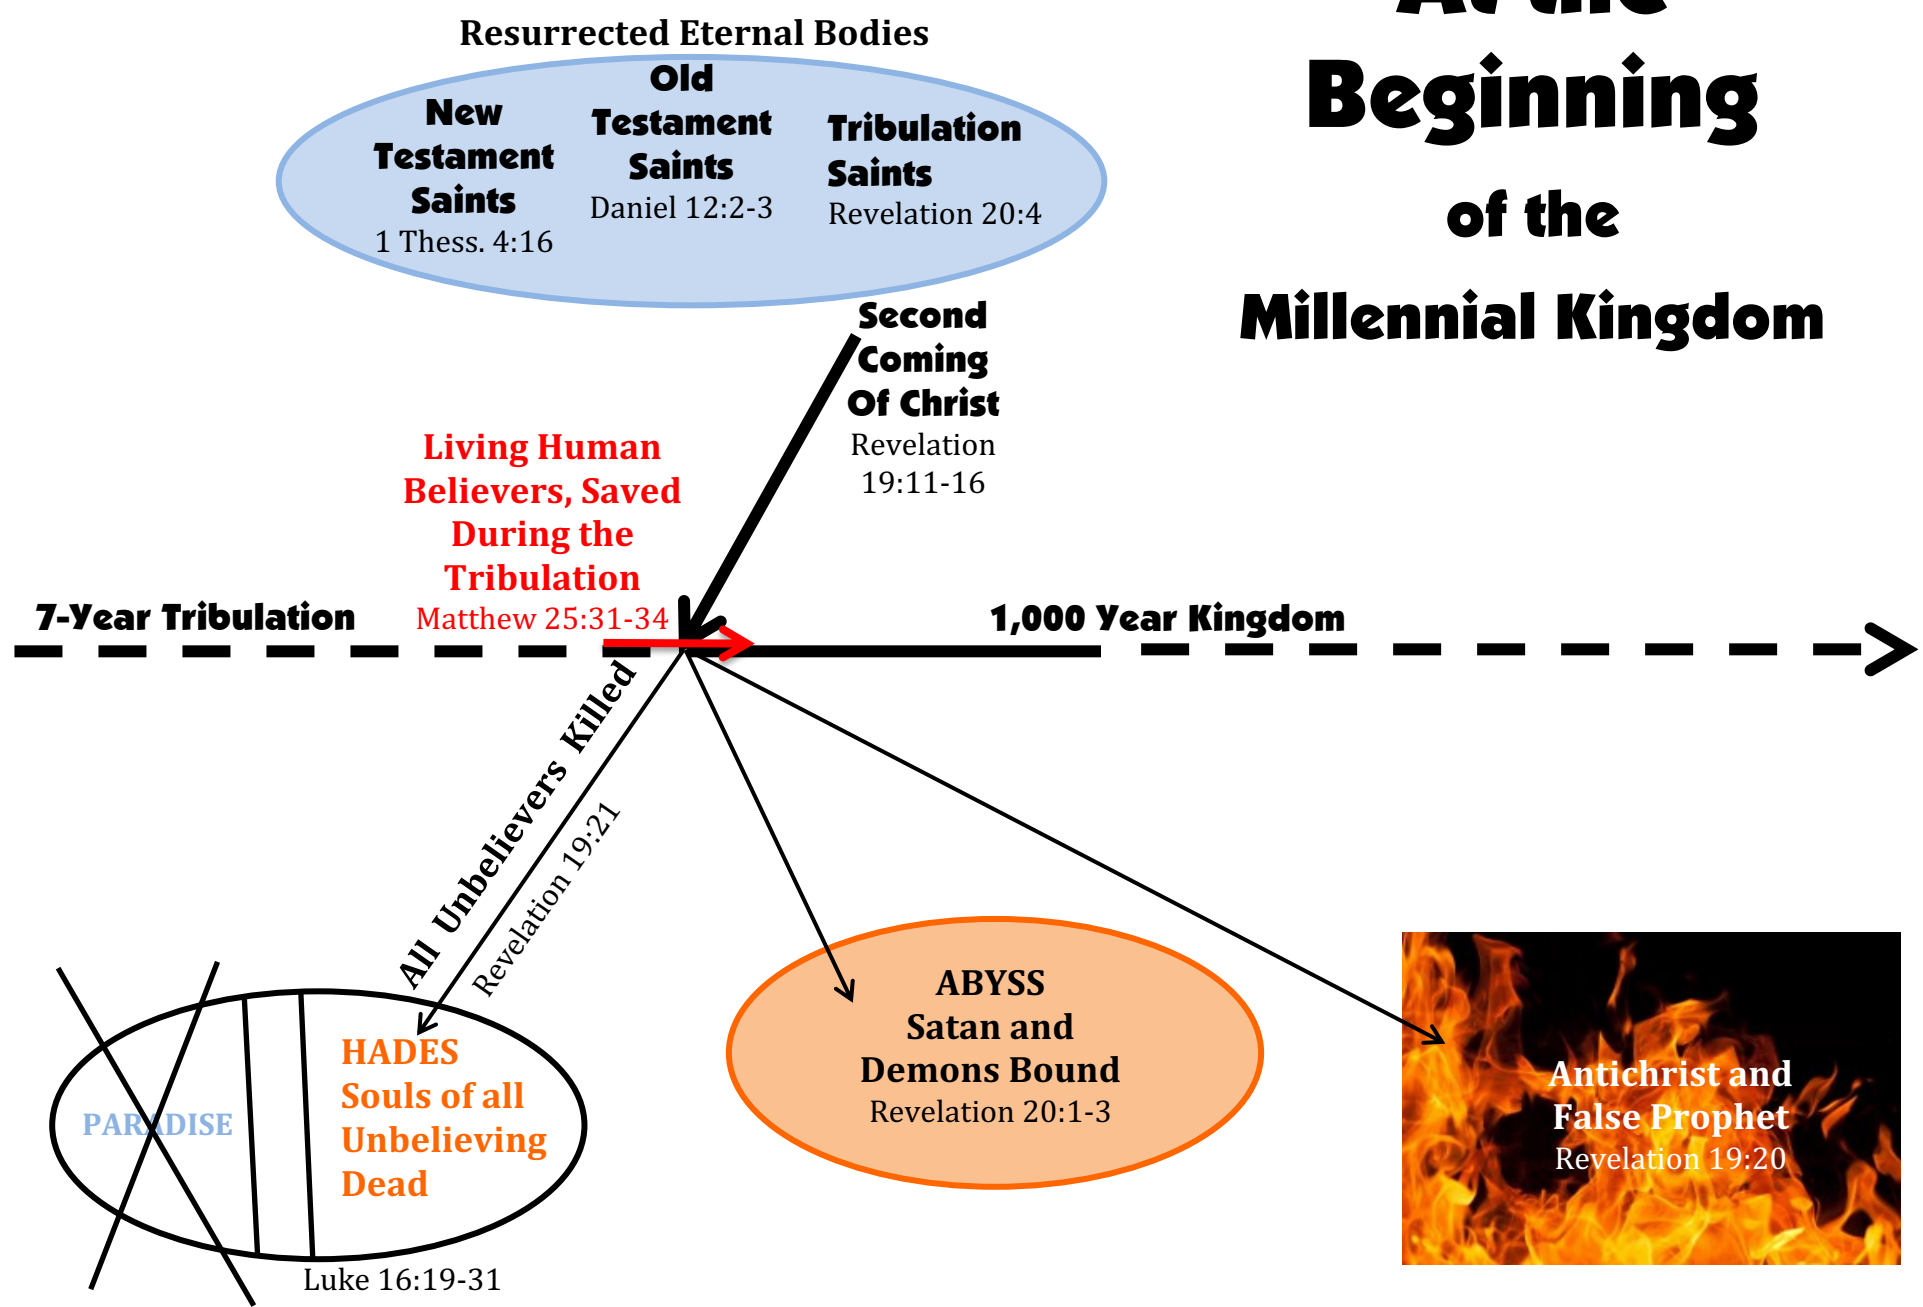 At the
Beginning
of the
Millennial Kingdom
Resurrected Eternal Bodies
New
Testament
Saints
1 Thess. 4:16
Old
Testament
Saints
Daniel 12:2-3
Tribulation
Saints
Revelation 20:4
Second
Coming
Of Christ
Revelation
19:11-16
Living Human
Believers, Saved
During the
Tribulation
Matthew 25:31-34
7-Year Tribulation
1,000 Year Kingdom
All Unbelievers Killed
Revelation 19:21
PARADISE
HADES
Souls of all
Unbelieving
Dead
Luke 16:19-31
ABYSS
Satan and
Demons Bound
Revelation 20:1-3
Antichrist and
False Prophet
Revelation 19:20